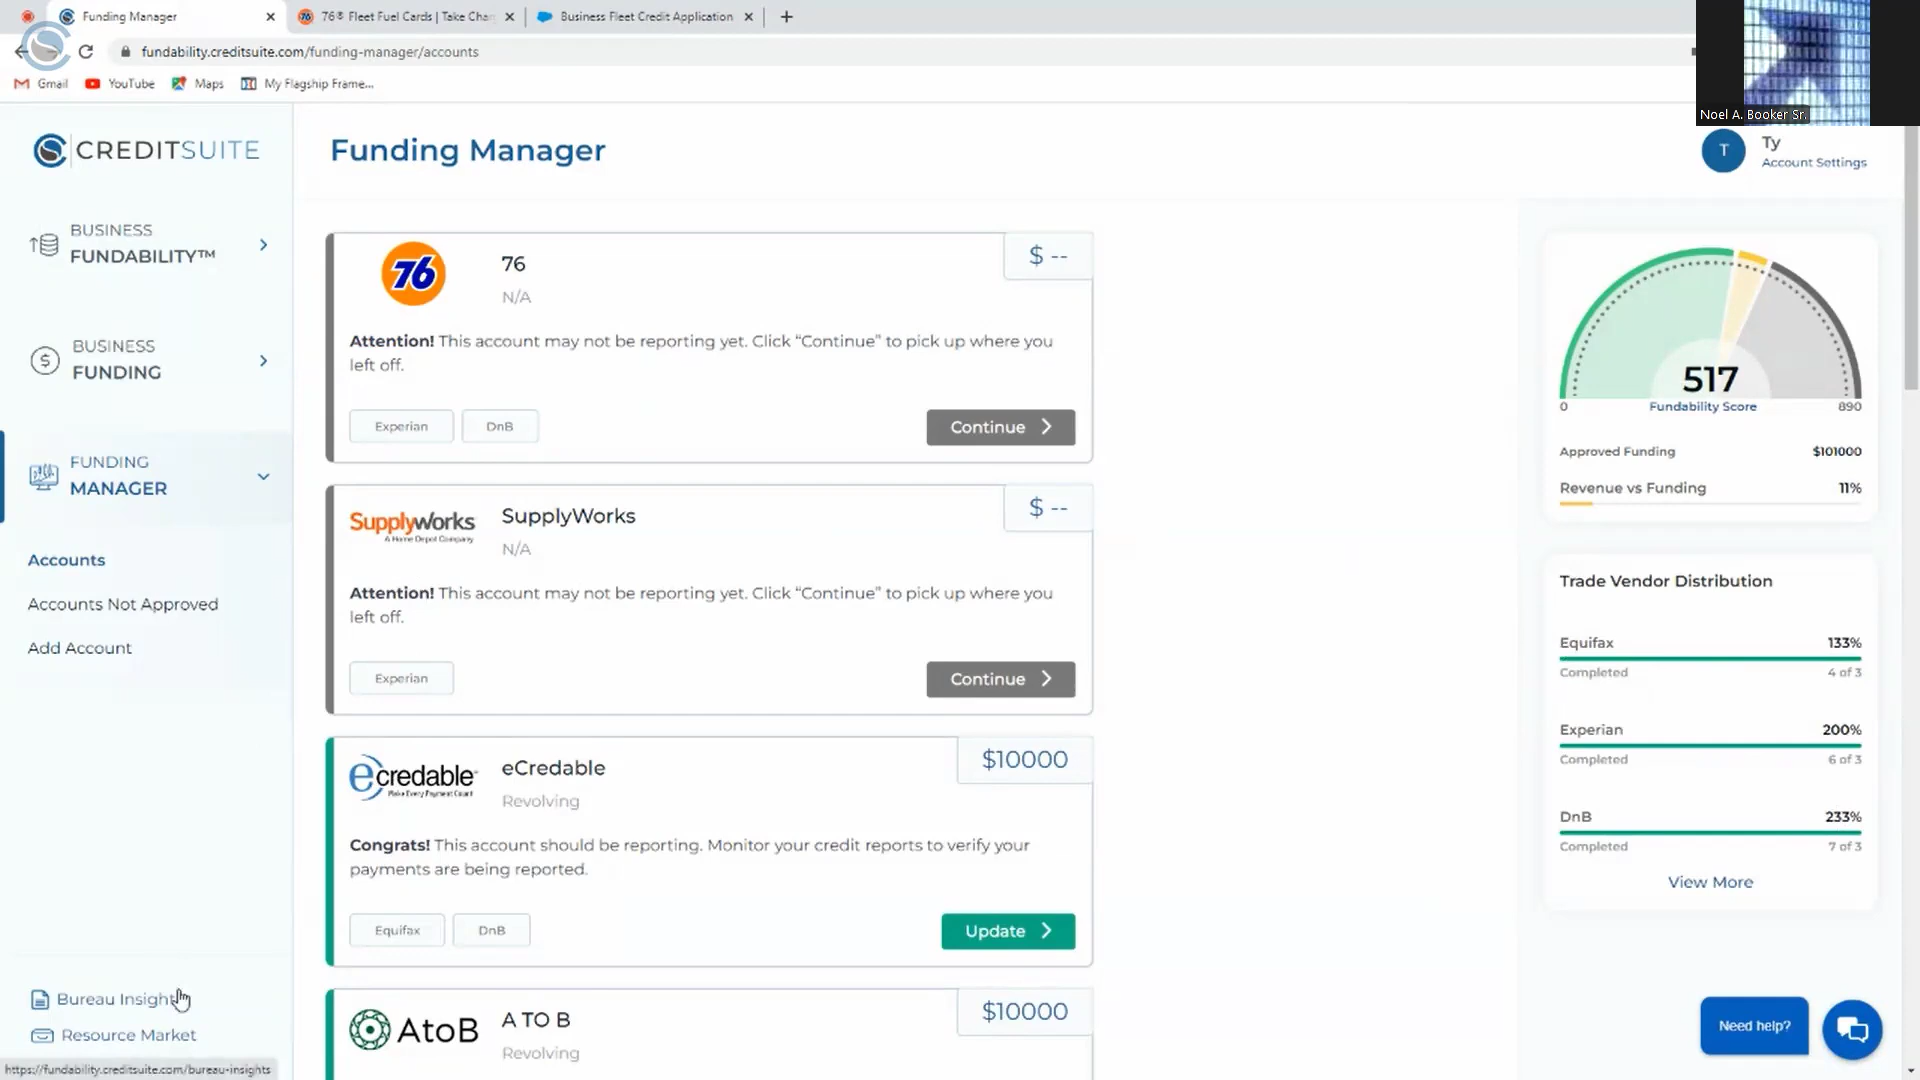 Funding Manager
76® Fleet Fuel Cards | Take Char
Business Fleet Credit Application
fundability.creditsuite.com/funding-manager/accounts
Gmail
YouTube
Maps
My Flagship Frame...
Noel A. Booker Sr.
CREDITSUITE
Funding Manager
T
Ty
Account Settings
BUSINESS
FUNDABILITY™
BUSINESS
FUNDING
FUNDING
MANAGER
Accounts
Accounts Not Approved
Add Account
Bureau Insight
Resource Market
https://fundability.creditsuite.com/bureau-insights
76
76
N/A
$ --
Attention! This account may not be reporting yet. Click “Continue” to pick up where you
left off.
Experian
DnB
Continue
SupplyWorks
A Home Depot Company
SupplyWorks
N/A
$ --
Attention! This account may not be reporting yet. Click “Continue” to pick up where you
left off.
Experian
Continue
ecredable
Make Every Payment Count
eCredable
Revolving
$10000
Congrats! This account should be reporting. Monitor your credit reports to verify your
payments are being reported.
Equifax
DnB
Update
AtoB
A TO B
Revolving
$10000
517
0
Fundability Score
890
Approved Funding
$101000
Revenue vs Funding
11%
Trade Vendor Distribution
Equifax
133%
Completed
4 of 3
Experian
200%
Completed
6 of 3
DnB
233%
Completed
7 of 3
View More
Need help?